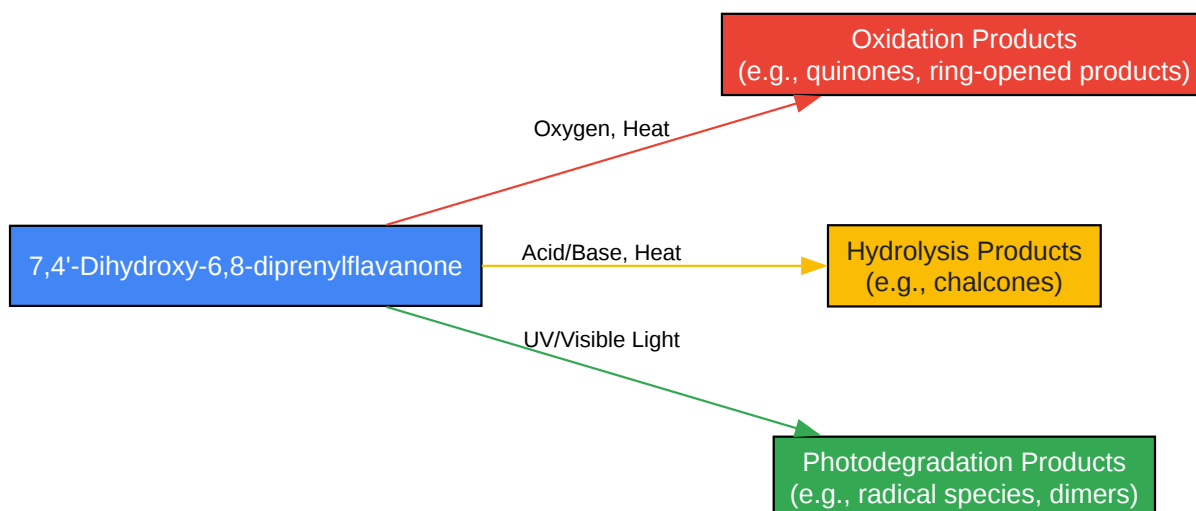 Oxidation Products
(e.g., quinones, ring-opened products)
Oxygen, Heat
7,4'-Dihydroxy-6,8-diprenylflavanone
Acid/Base, Heat
Hydrolysis Products
(e.g., chalcones)
UV/Visible Light
Photodegradation Products
(e.g., radical species, dimers)